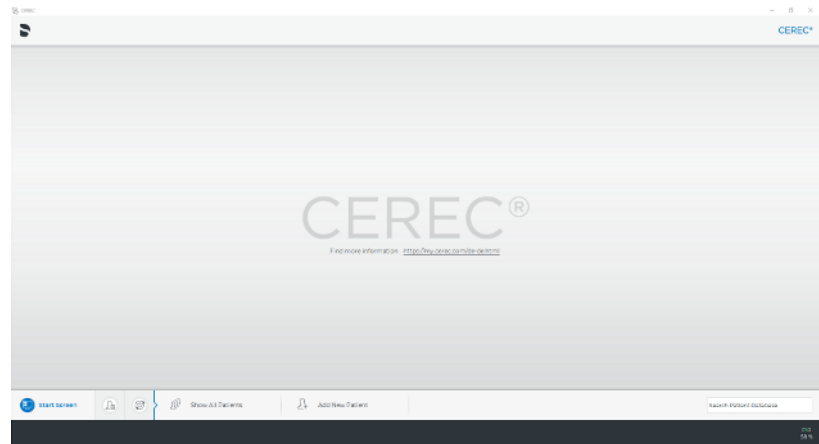 CEREC
CEREC®
CEREC®
Find more information: https://my.cerec.com/de-de.html
Start Screen
Show All Patients
Add New Patient
Search Patient Database
58 %